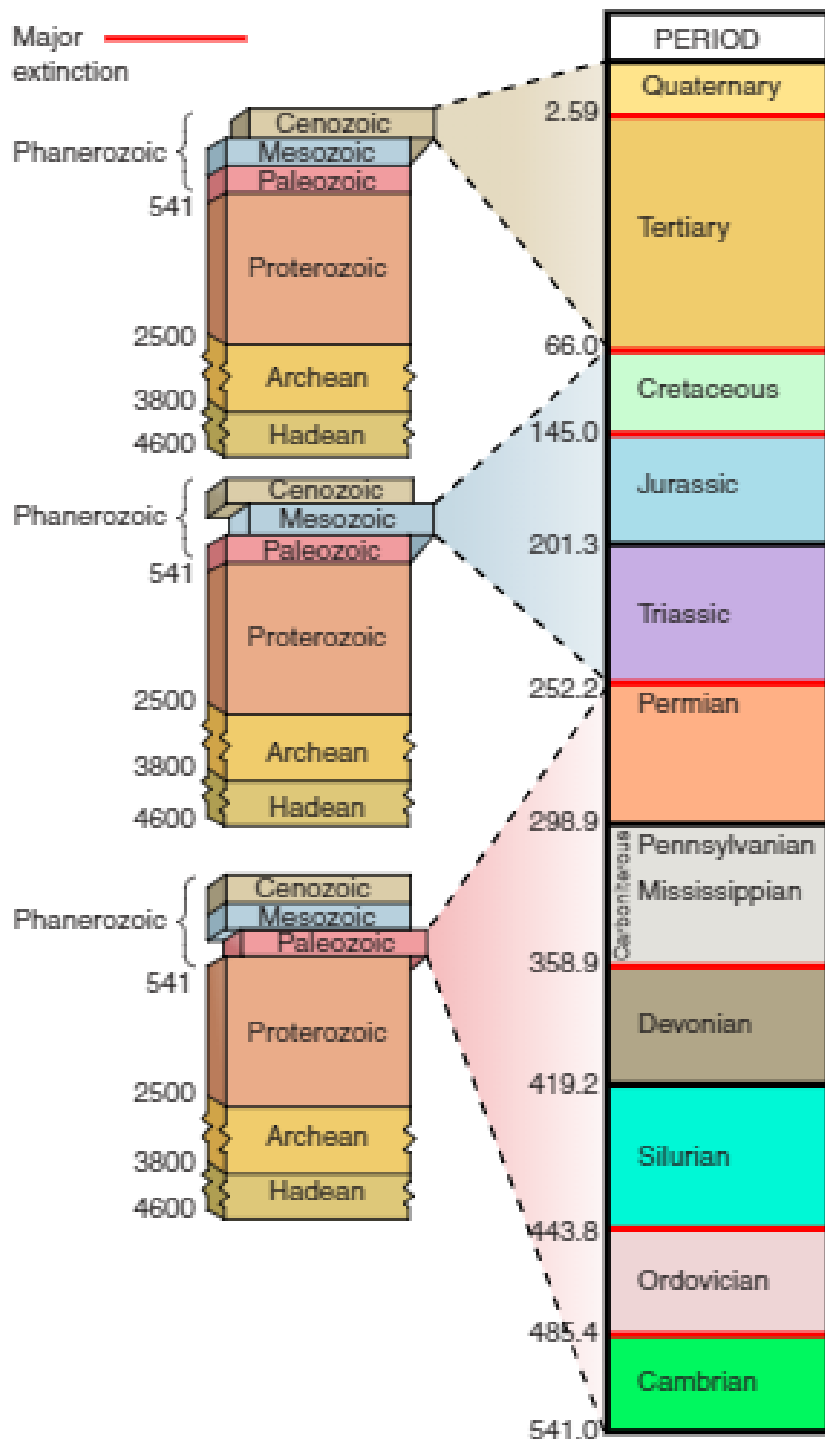 Major
extinction
Cenozoic
Phanerozoic
Mesozoic
Paleozoic
541
Proterozoic
2500
Archean
3800
Hadean
4600
Cenozoic
Phanerozoic
Mesozoic
Paleozoic
541
Proterozoic
2500
Archean
3800
Hadean
4600
Cenozoic
Phanerozoic
Mesozoic
Paleozoic
541
Proterozoic
2500
Archean
3800
Hadean
4600
PERIOD
Quaternary
2.59
Tertiary
66.0
Cretaceous
145.0
Jurassic
201.3
Triassic
252.2
Permian
298.9
Carboniferous
Pennsylvanian
Mississippian
358.9
Devonian
419.2
Silurian
443.8
Ordovician
485.4
Cambrian
541.0